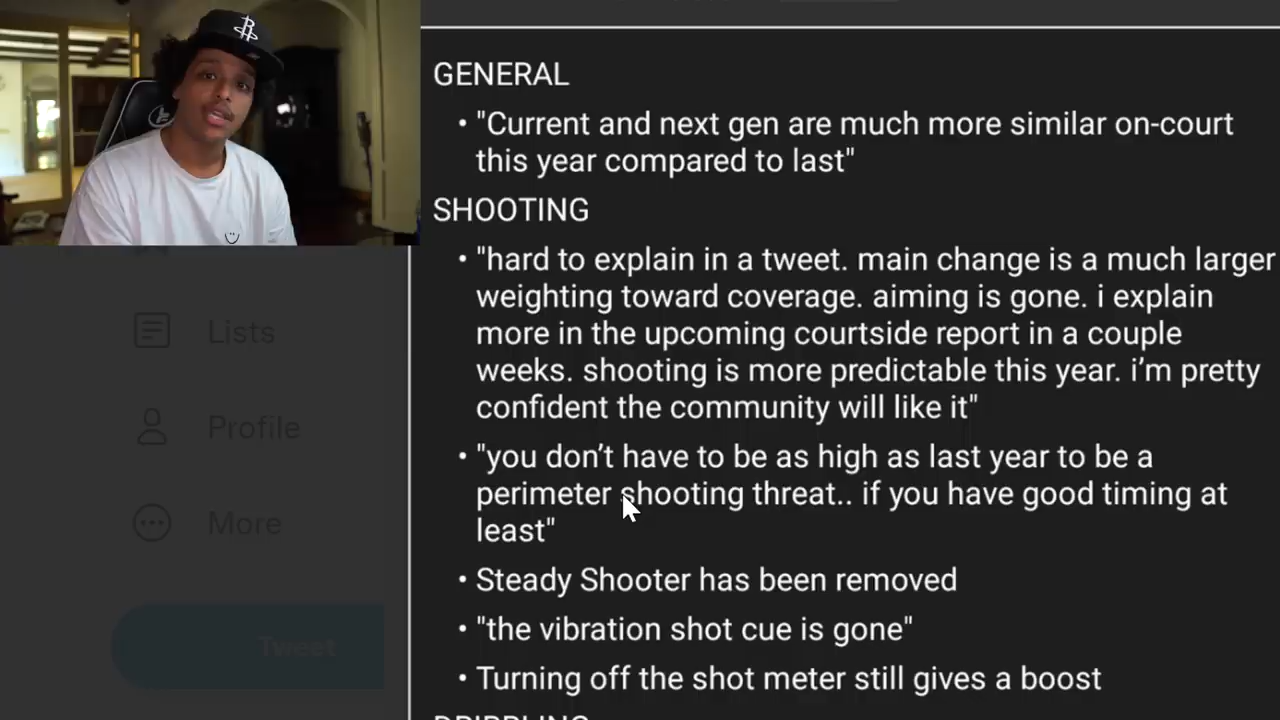 GENERAL
• "Current and next gen are much more similar on-court
this year compared to last"
SHOOTING
• "hard to explain in a tweet. main change is a much larger
weighting toward coverage. aiming is gone. i explain
more in the upcoming courtside report in a couple
weeks. shooting is more predictable this year. i’m pretty
confident the community will like it"
• "you don’t have to be as high as last year to be a
perimeter shooting threat.. if you have good timing at
least"
• Steady Shooter has been removed
• "the vibration shot cue is gone"
• Turning off the shot meter still gives a boost
DRIBBLING
Lists
Profile
More
Tweet